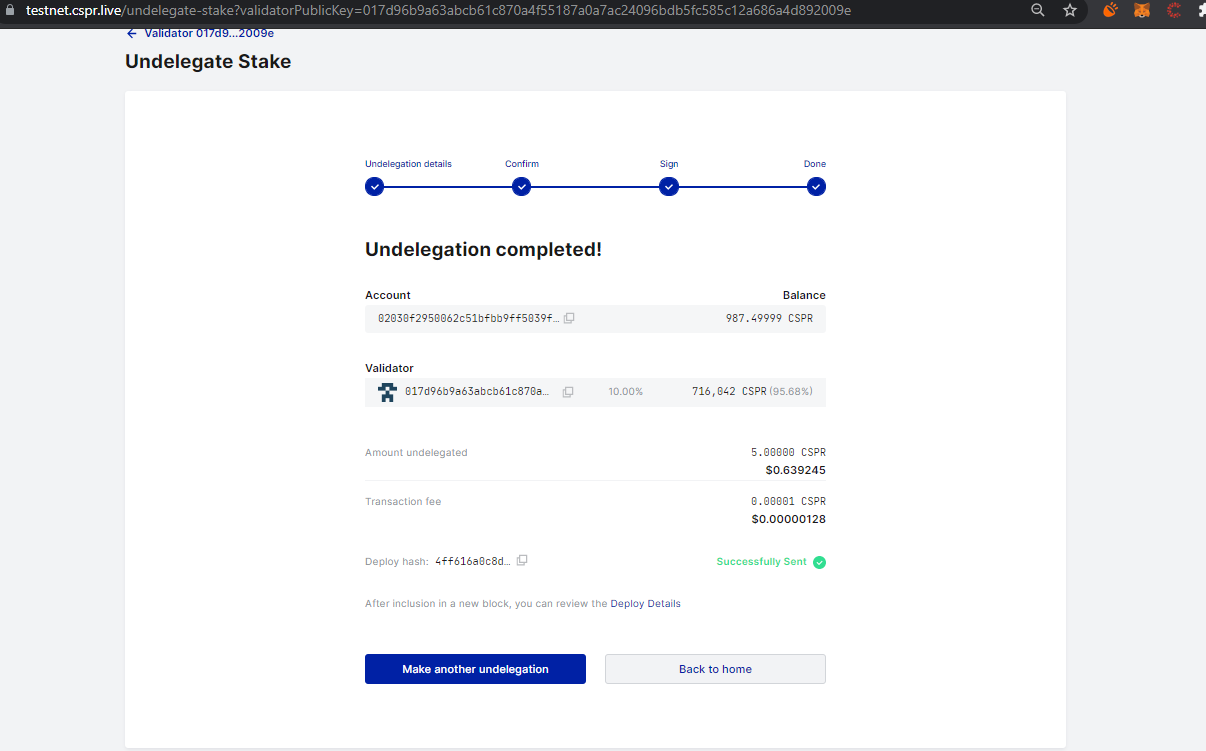 testnet.cspr.live/undelegate-stake?validatorPublicKey=017d96b9a63abcb61c870a4f55187a0a7ac24096bdb5fc585c12a686a4d892009e
← Validator 017d9...2009e
Undelegate Stake
Undelegation details Confirm Sign Done
Undelegation completed!
Account Balance
02030f2950062c51bfbb9ff5039f… 987.49999 CSPR
Validator
017d96b9a63abcb61c870a… 10.00% 716,042 CSPR (95.68%)
Amount undelegated 5.00000 CSPR
$0.639245
Transaction fee 0.00001 CSPR
$0.00000128
Deploy hash: 4ff616a0c8d… Successfully Sent
After inclusion in a new block, you can review the Deploy Details
Make another undelegation Back to home